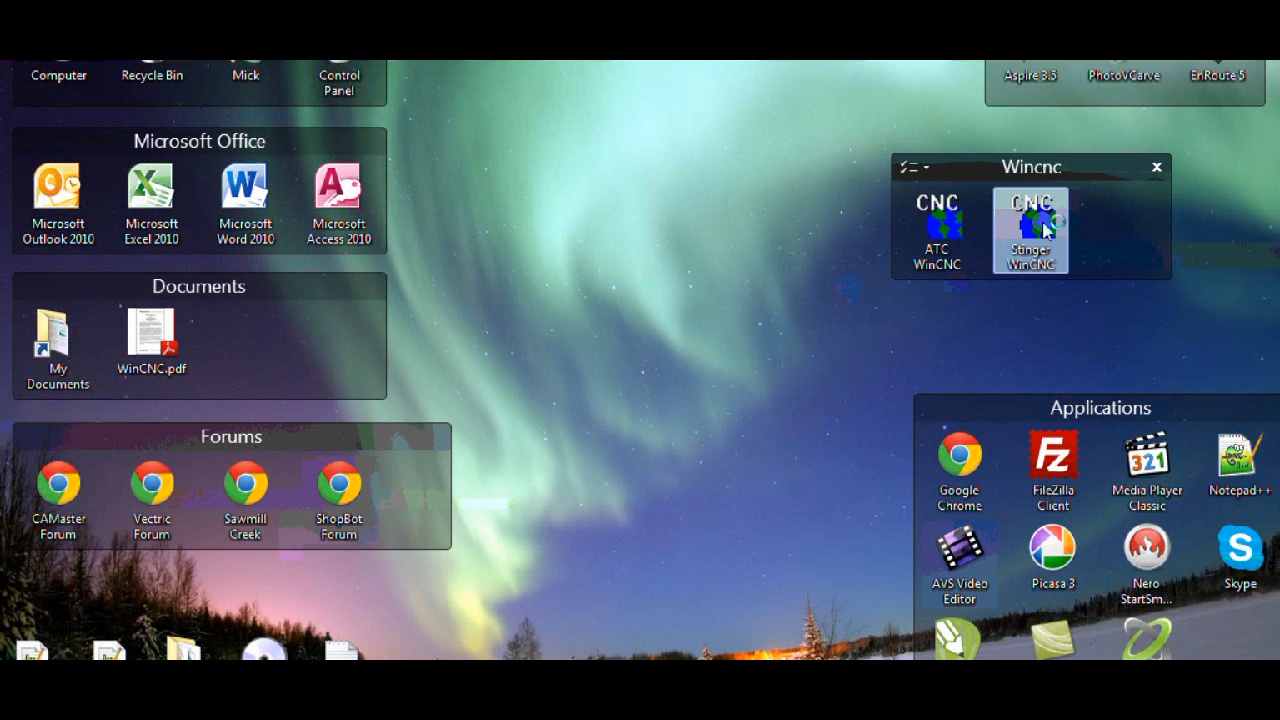 Computer
Recycle Bin
Mick
Control
Panel
Aspire 3.5
PhotoVCarve
EnRoute 5
Microsoft Office
Microsoft
Outlook 2010
Microsoft
Excel 2010
Microsoft
Word 2010
Microsoft
Access 2010
Wincnc
CNC
ATC
WinCNC
CNC
Stinger
WinCNC
Documents
My
Documents
WinCNC.pdf
Applications
Google
Chrome
FileZilla
Client
321
Media Player
Classic
Notepad++
AVS Video
Editor
Picasa 3
Nero
StartSm...
Skype
Forums
CAMaster
Forum
Vectric
Forum
Sawmill
Creek
ShopBot
Forum